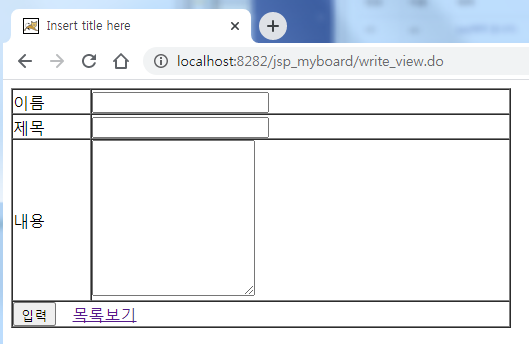 Insert title here
localhost:8282/jsp_myboard/write_view.do
이름
제목
내용
입력 목록보기